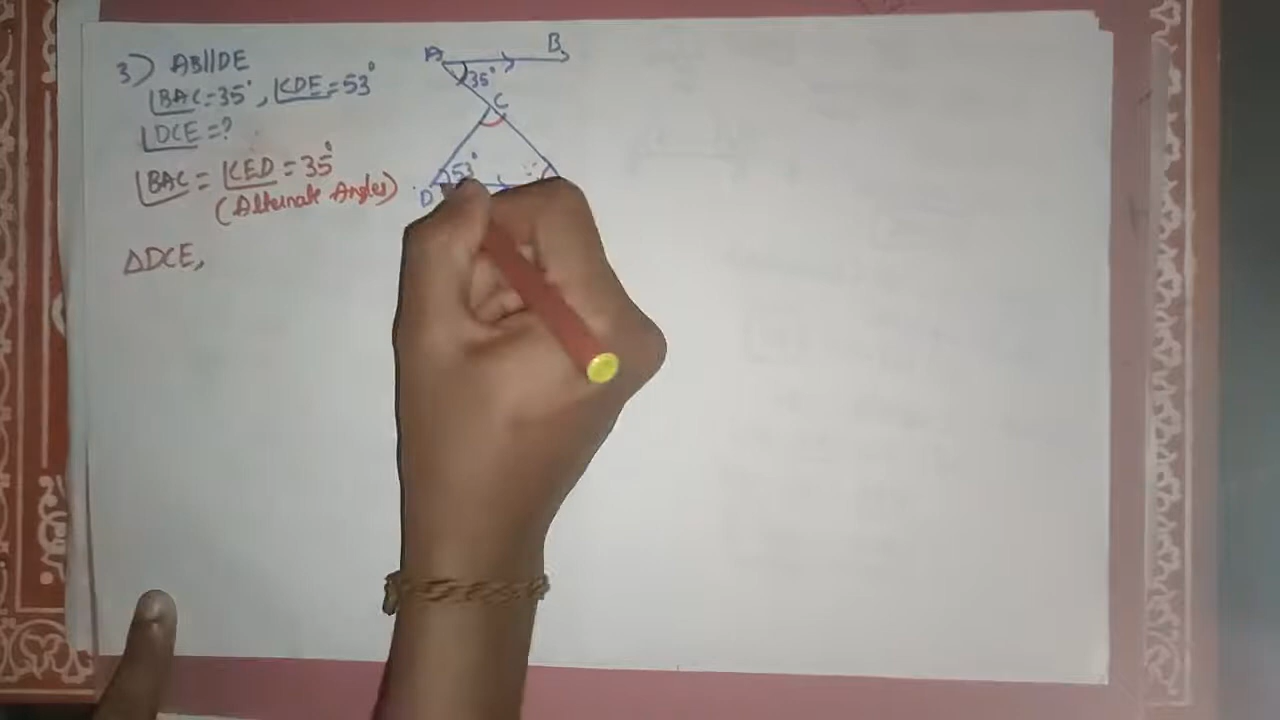 3) AB||DE
∠BAC=35°, ∠CDE=53°
∠DCE=?
∠BAC = ∠CED = 35°
(Alternate Angles)
ΔDCE,
A B
35°
C
53°
D